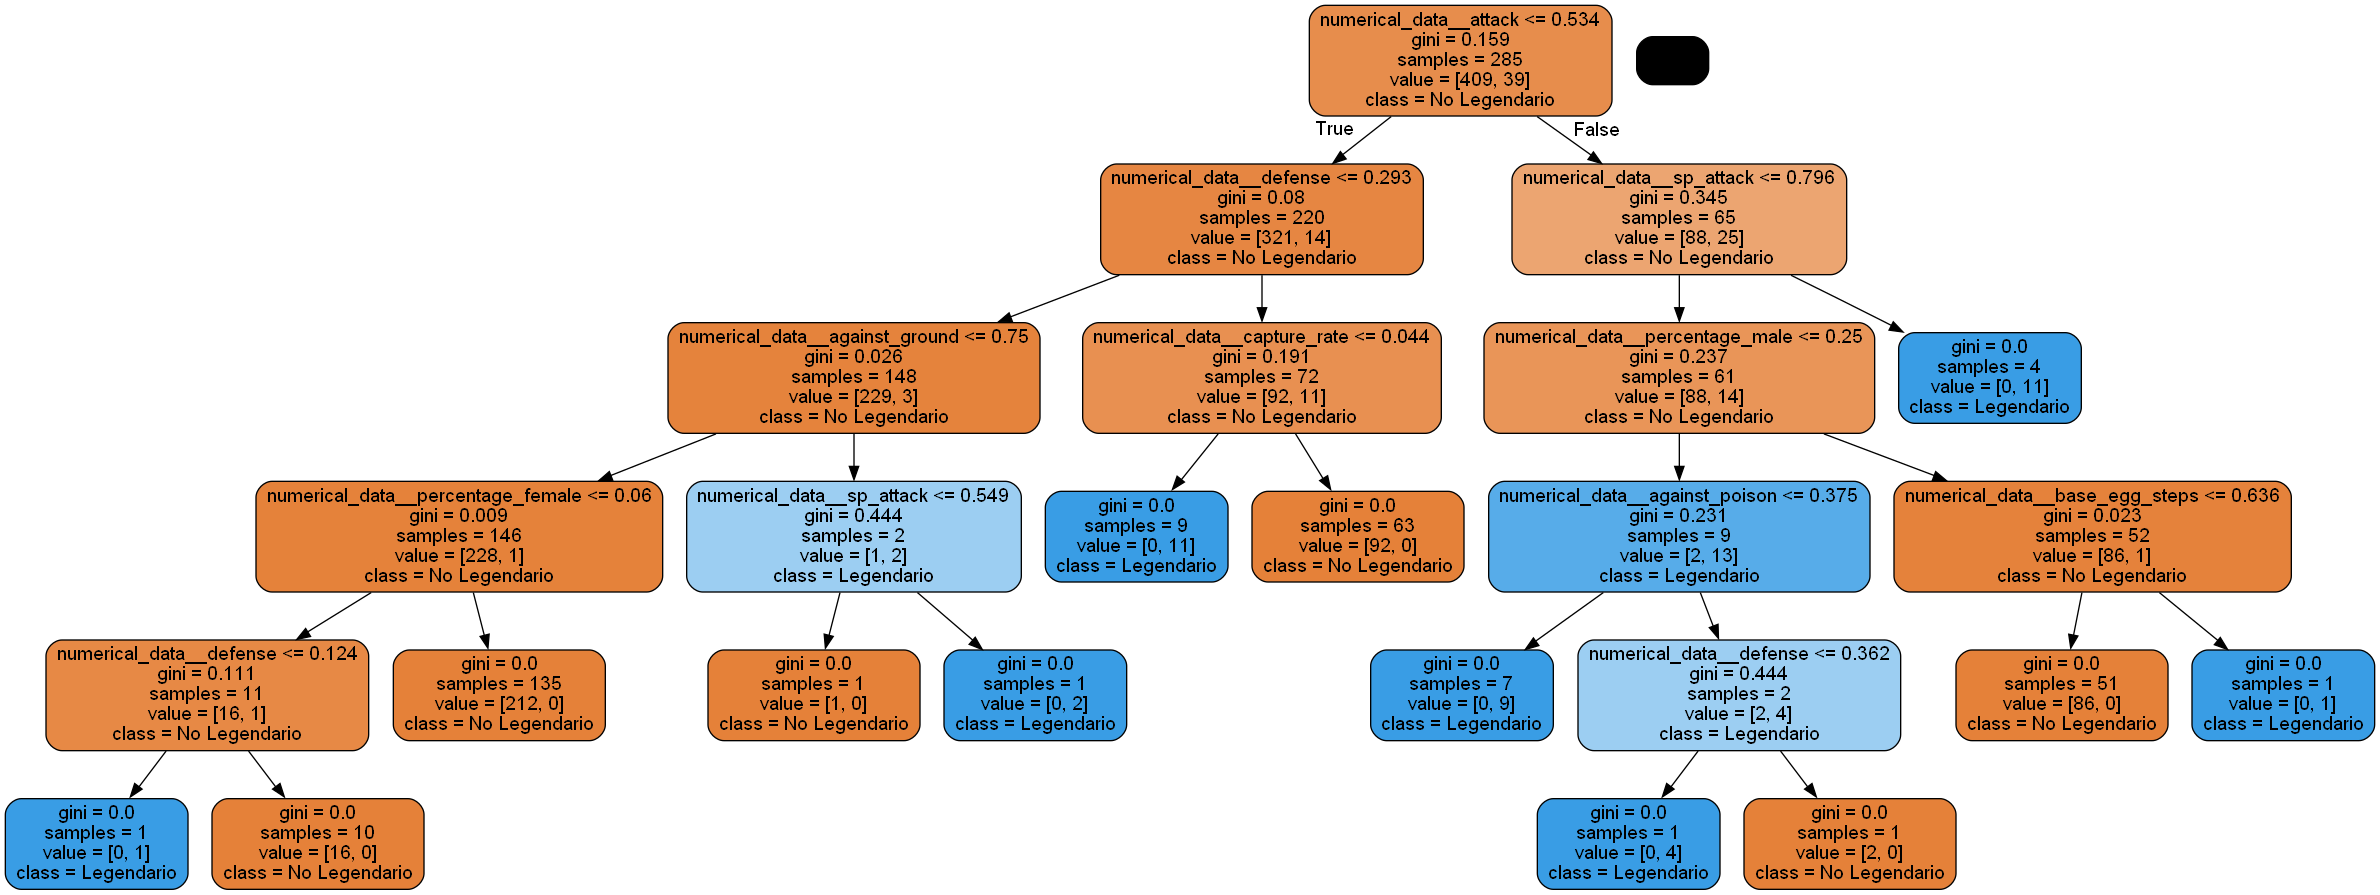 numerical_data__attack <= 0.534
gini = 0.159
samples = 285
value = [409, 39]
class = No Legendario
True
False
numerical_data__defense <= 0.293
gini = 0.08
samples = 220
value = [321, 14]
class = No Legendario
numerical_data__sp_attack <= 0.796
gini = 0.345
samples = 65
value = [88, 25]
class = No Legendario
numerical_data__against_ground <= 0.75
gini = 0.026
samples = 148
value = [229, 3]
class = No Legendario
numerical_data__capture_rate <= 0.044
gini = 0.191
samples = 72
value = [92, 11]
class = No Legendario
numerical_data__percentage_male <= 0.25
gini = 0.237
samples = 61
value = [88, 14]
class = No Legendario
gini = 0.0
samples = 4
value = [0, 11]
class = Legendario
numerical_data__percentage_female <= 0.06
gini = 0.009
samples = 146
value = [228, 1]
class = No Legendario
numerical_data__sp_attack <= 0.549
gini = 0.444
samples = 2
value = [1, 2]
class = Legendario
gini = 0.0
samples = 9
value = [0, 11]
class = Legendario
gini = 0.0
samples = 63
value = [92, 0]
class = No Legendario
numerical_data__against_poison <= 0.375
gini = 0.231
samples = 9
value = [2, 13]
class = Legendario
numerical_data__base_egg_steps <= 0.636
gini = 0.023
samples = 52
value = [86, 1]
class = No Legendario
numerical_data__defense <= 0.124
gini = 0.111
samples = 11
value = [16, 1]
class = No Legendario
gini = 0.0
samples = 135
value = [212, 0]
class = No Legendario
gini = 0.0
samples = 1
value = [1, 0]
class = No Legendario
gini = 0.0
samples = 1
value = [0, 2]
class = Legendario
gini = 0.0
samples = 7
value = [0, 9]
class = Legendario
numerical_data__defense <= 0.362
gini = 0.444
samples = 2
value = [2, 4]
class = Legendario
gini = 0.0
samples = 51
value = [86, 0]
class = No Legendario
gini = 0.0
samples = 1
value = [0, 1]
class = Legendario
gini = 0.0
samples = 1
value = [0, 1]
class = Legendario
gini = 0.0
samples = 10
value = [16, 0]
class = No Legendario
gini = 0.0
samples = 1
value = [0, 4]
class = Legendario
gini = 0.0
samples = 1
value = [2, 0]
class = No Legendario